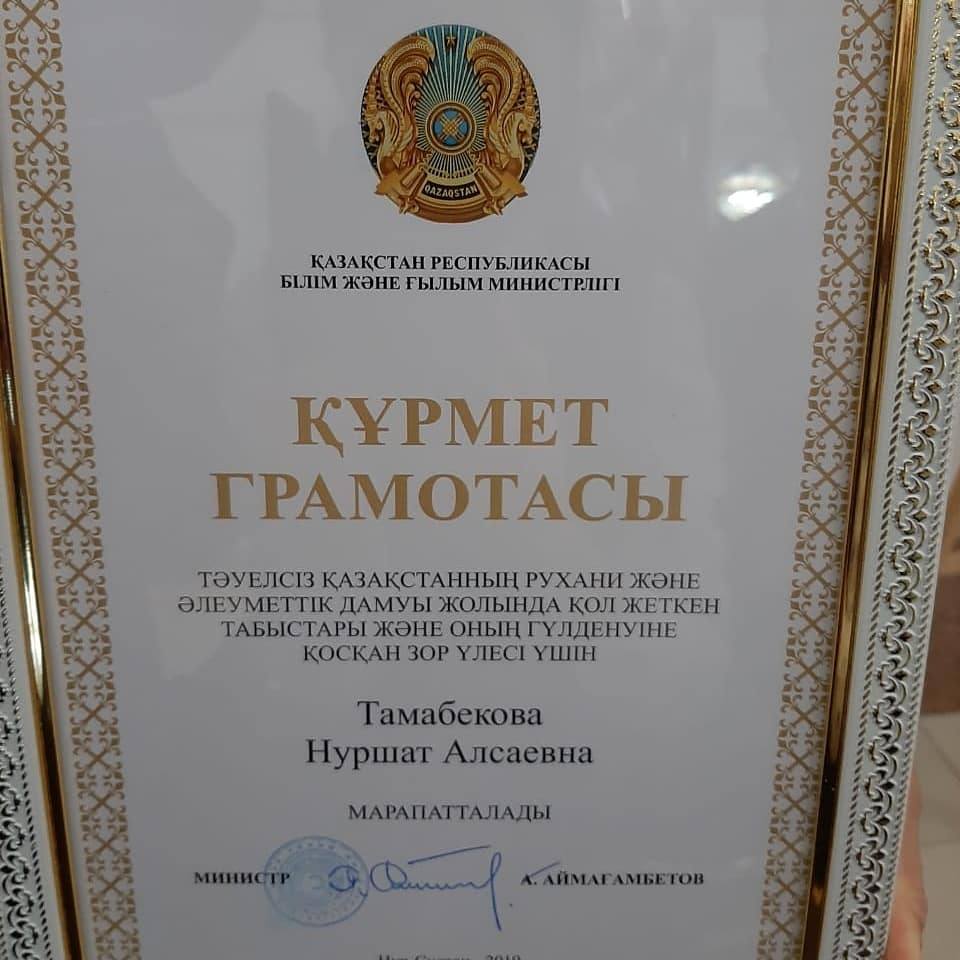 QAZAQSTAN
ҚАЗАҚСТАН РЕСПУБЛИКАСЫ
БІЛІМ ЖӘНЕ ҒЫЛЫМ МИНИСТРЛІГІ
ҚҰРМЕТ
ГРАМОТАСЫ
ТӘУЕЛСІЗ ҚАЗАҚСТАННЫҢ РУХАНИ ЖӘНЕ
ӘЛЕУМЕТТІК ДАМУЫ ЖОЛЫНДА ҚОЛ ЖЕТКЕН
ТАБЫСТАРЫ ЖӘНЕ ОНЫҢ ГҮЛДЕНУІНЕ
ҚОСҚАН ЗОР ҮЛЕСІ ҮШІН
Тамабекова
Нуршат Алсаевна
МАРАПАТТАЛАДЫ
МИНИСТР А. АЙМАҒАМБЕТОВ